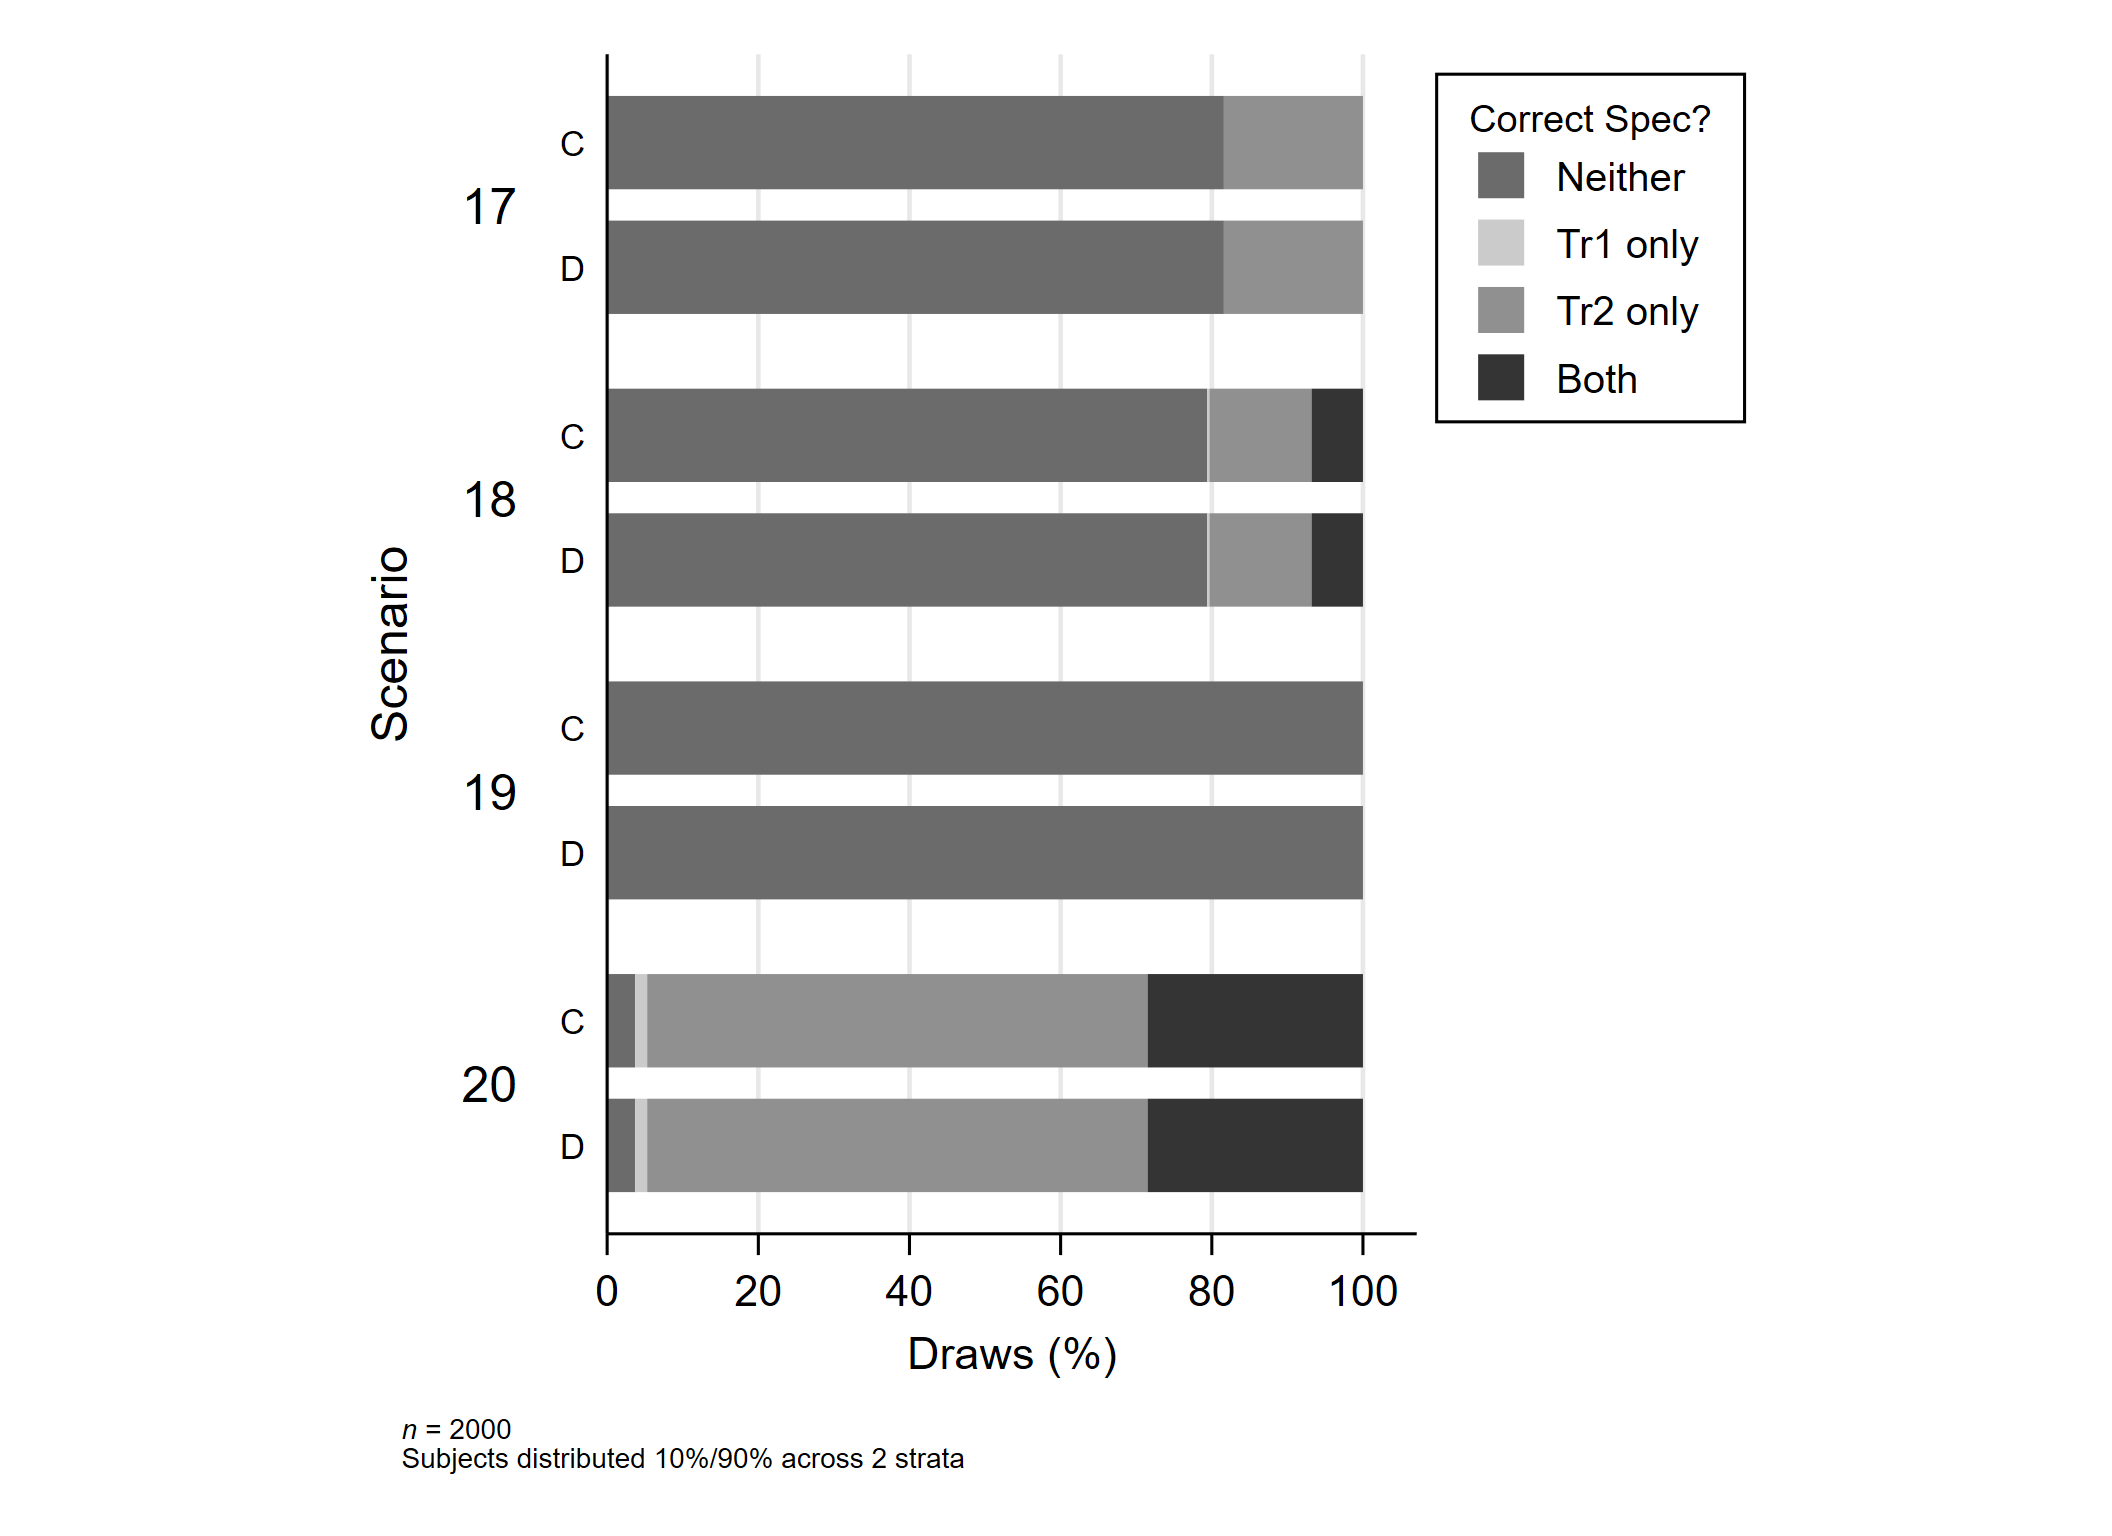 Correct Spec?
Neither
Tr1 only
Tr2 only
Both
Scenario
17
C
D
18
C
D
19
C
D
20
C
D
0 20 40 60 80 100
Draws (%)
n = 2000
Subjects distributed 10%/90% across 2 strata